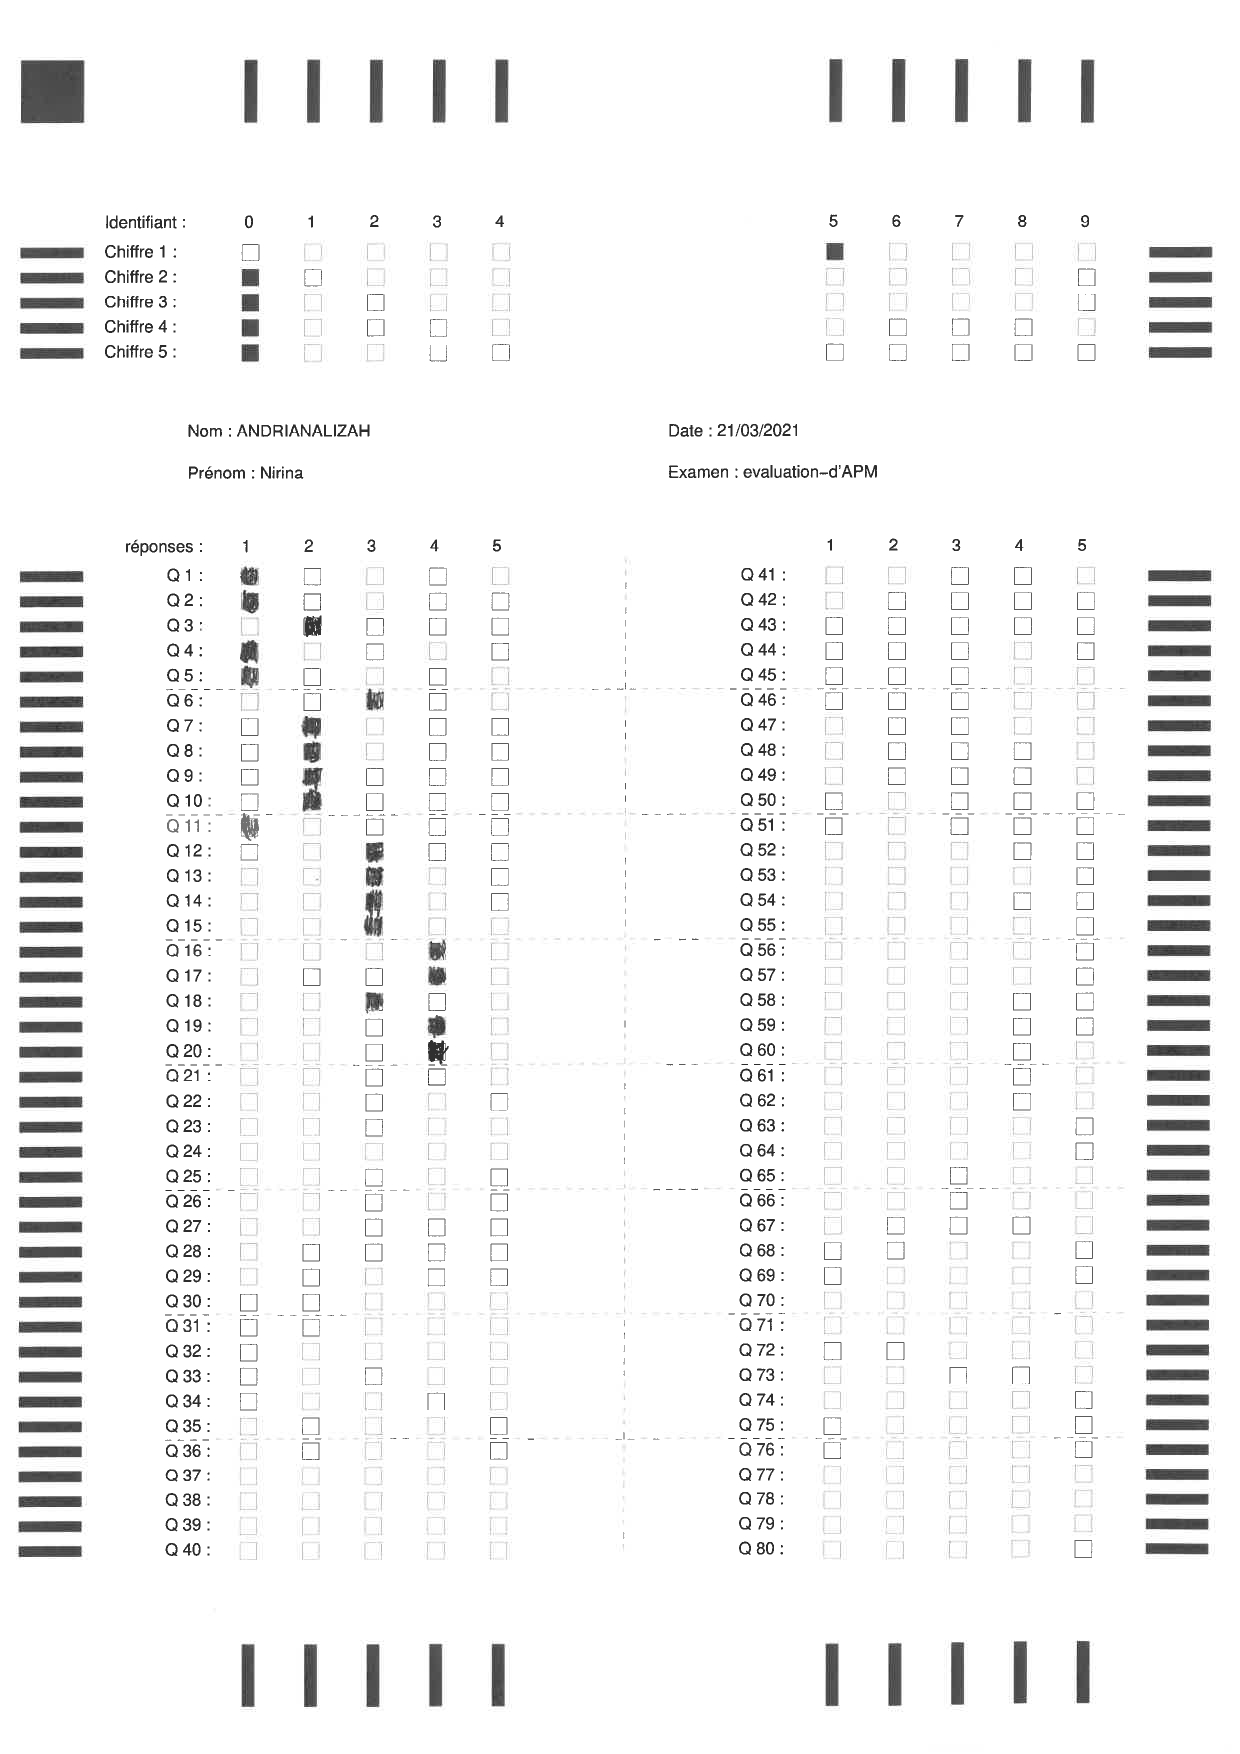 Identifiant : 0 1 2 3 4 5 6 7 8 9
Chiffre 1 :
Chiffre 2 :
Chiffre 3 :
Chiffre 4 :
Chiffre 5 :
Nom : ANDRIANALIZAH Date : 21/03/2021
Prénom : Nirina Examen : evaluation–d'APM
réponses : 1 2 3 4 5 1 2 3 4 5
Q 1 : Q 41 :
Q 2 : Q 42 :
Q 3 : Q 43 :
Q 4 : Q 44 :
Q 5 : Q 45 :
Q 6 : Q 46 :
Q 7 : Q 47 :
Q 8 : Q 48 :
Q 9 : Q 49 :
Q 10 : Q 50 :
Q 11 : Q 51 :
Q 12 : Q 52 :
Q 13 : Q 53 :
Q 14 : Q 54 :
Q 15 : Q 55 :
Q 16 : Q 56 :
Q 17 : Q 57 :
Q 18 : Q 58 :
Q 19 : Q 59 :
Q 20 : Q 60 :
Q 21 : Q 61 :
Q 22 : Q 62 :
Q 23 : Q 63 :
Q 24 : Q 64 :
Q 25 : Q 65 :
Q 26 : Q 66 :
Q 27 : Q 67 :
Q 28 : Q 68 :
Q 29 : Q 69 :
Q 30 : Q 70 :
Q 31 : Q 71 :
Q 32 : Q 72 :
Q 33 : Q 73 :
Q 34 : Q 74 :
Q 35 : Q 75 :
Q 36 : Q 76 :
Q 37 : Q 77 :
Q 38 : Q 78 :
Q 39 : Q 79 :
Q 40 : Q 80 :